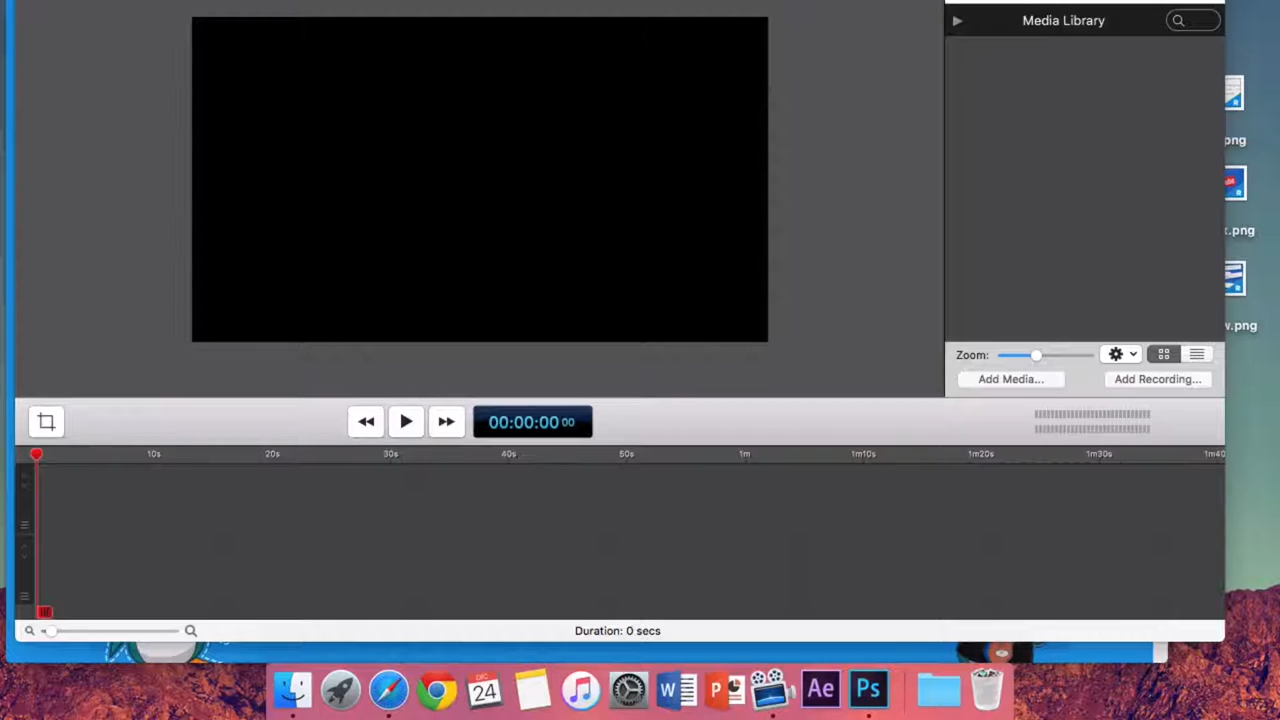 Media Library
png
x.png
w.png
Zoom:
Add Media...
Add Recording...
00:00:00 00
10s 20s 30s 40s 50s 1m 1m10s 1m20s 1m30s 1m40
Duration: 0 secs
DEC
24
W
P
Ae
Ps